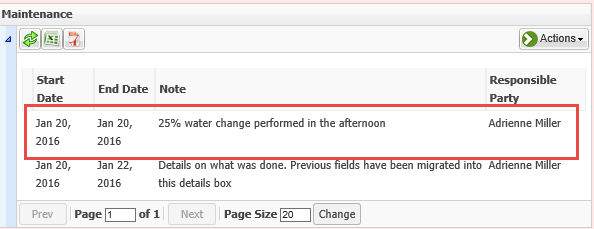 Maintenance
Actions
Start Date End Date Note Responsible Party
Jan 20, 2016 Jan 20, 2016 25% water change performed in the afternoon Adrienne Miller
Jan 20, 2016 Jan 22, 2016 Details on what was done. Previous fields have been migrated into this details box Adrienne Miller
Prev Page 1 of 1 Next Page Size 20 Change